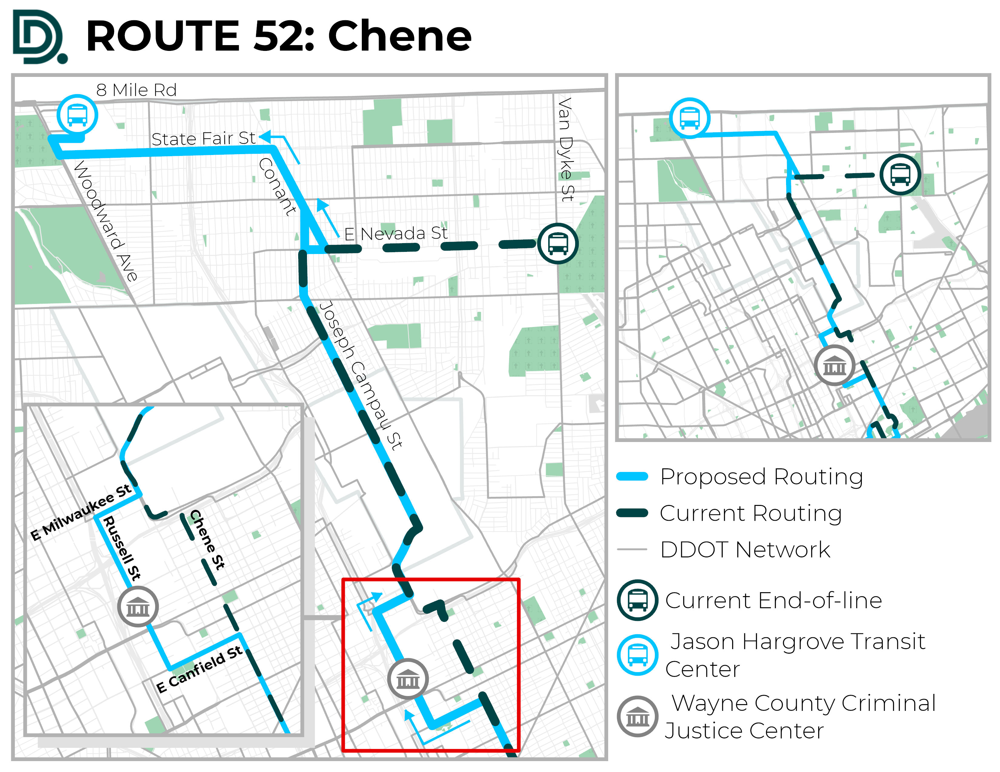 D
ROUTE 52: Chene
8 Mile Rd
State Fair St
Conant
Woodward Ave
Van Dyke St
E Nevada St
Joseph Campau St
E Milwaukee St
Russell St
Chene St
E Canfield St
Proposed Routing
Current Routing
DDOT Network
Current End-of-line
Jason Hargrove Transit
Center
Wayne County Criminal
Justice Center